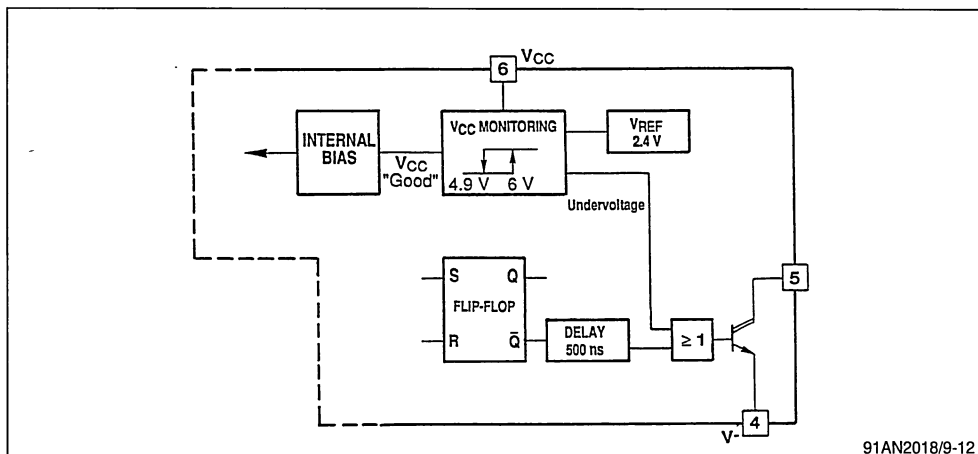 6 VCC
INTERNAL
BIAS
VCC
"Good"
VCC MONITORING
4.9 V 6 V
VREF
2.4 V
Undervoltage
5
S Q
FLIP-FLOP
R Q̅
DELAY
500 ns
≥ 1
4
V-
91AN2018/9-12